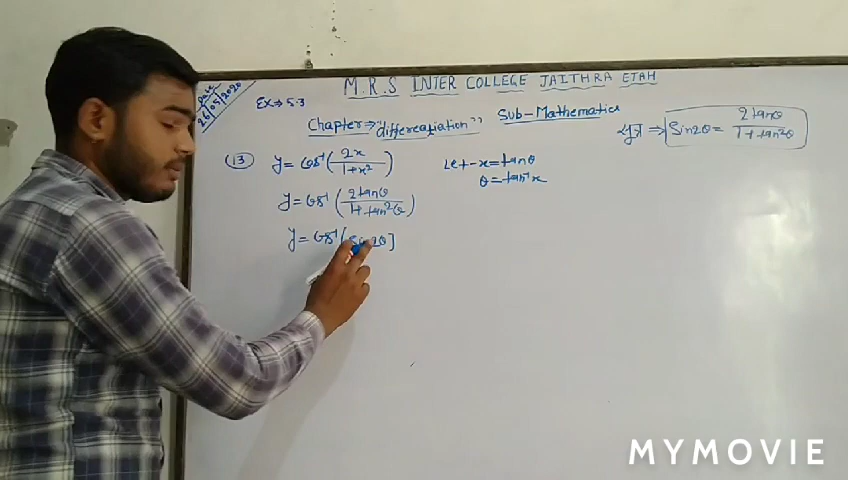 M.R.S INTER COLLEGE JAITHRA ETAH
Date
26/05/2020
Ex⇒5.3
Chapter⇒"differentiation"
Sub-Mathematics
सूत्र ⇒ Sin2θ = 2tanθ / 1+tan²θ
(13) y = cos⁻¹(2x / 1+x²)
Let-x=tanθ
θ=tan⁻¹x
y = cos⁻¹(2tanθ / 1+tan²θ)
y = cos⁻¹[Sin2θ]
MYMOVIE